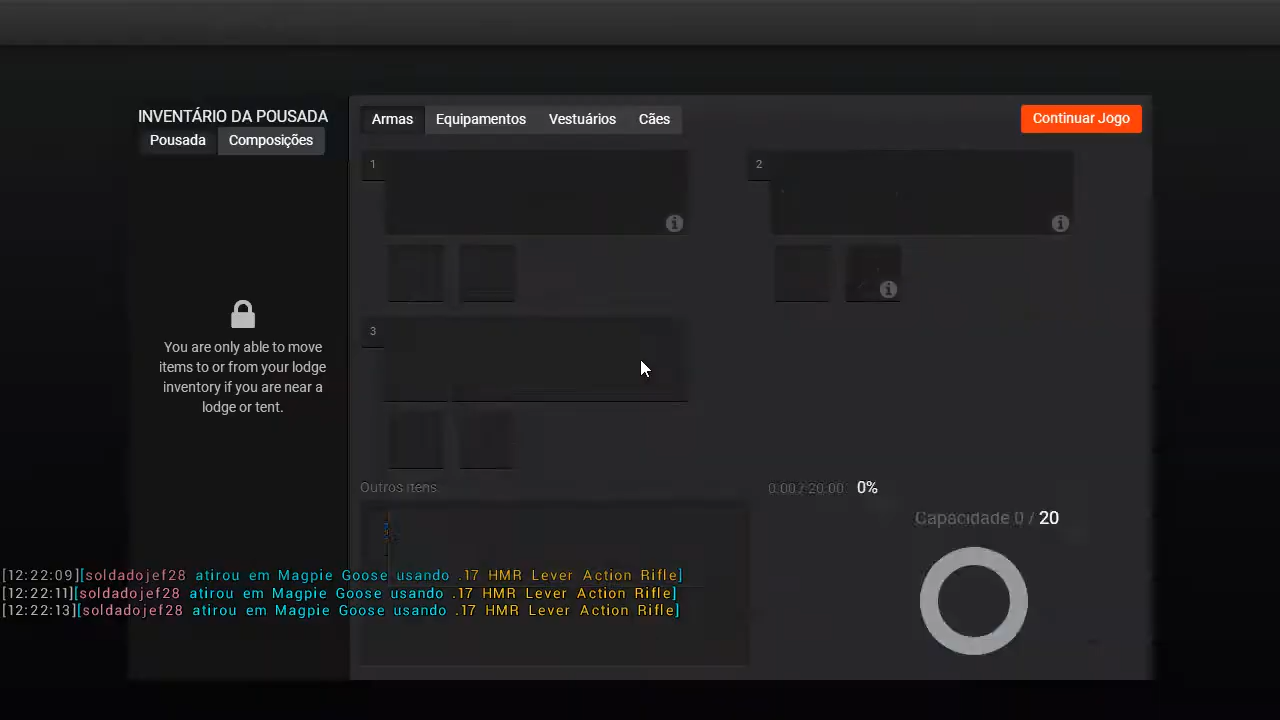 INVENTÁRIO DA POUSADA
Pousada Composições
Armas Equipamentos Vestuários Cães
Continuar Jogo
1
2
You are only able to move
items to or from your lodge
inventory if you are near a
lodge or tent.
3
Outros itens
0.00 / 20.00 0%
Capacidade 0 / 20
[12:22:09][soldadojef28 atirou em Magpie Goose usando .17 HMR Lever Action Rifle]
[12:22:11][soldadojef28 atirou em Magpie Goose usando .17 HMR Lever Action Rifle]
[12:22:13][soldadojef28 atirou em Magpie Goose usando .17 HMR Lever Action Rifle]